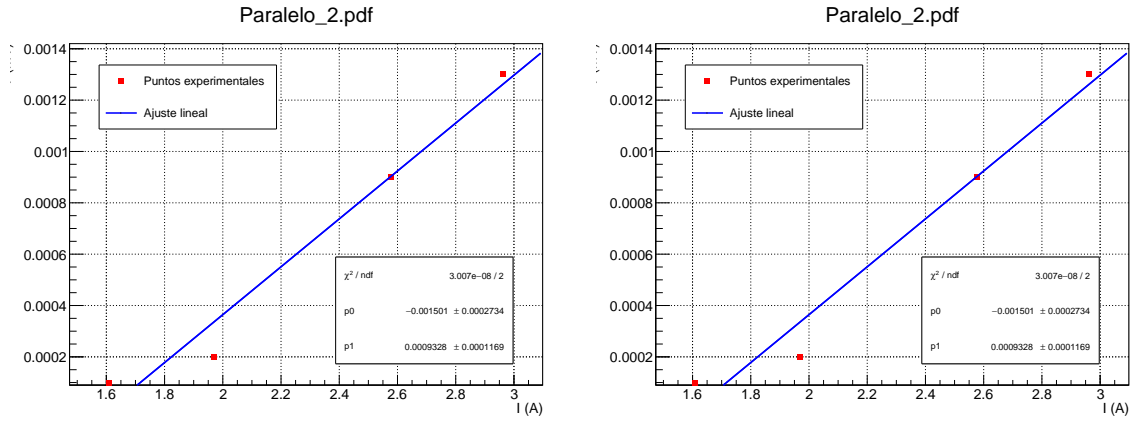 Paralelo_2.pdf
0.0014
0.0012
0.001
0.0008
0.0006
0.0004
0.0002
Puntos experimentales
Ajuste lineal
χ² / ndf 3.007e−08 / 2
p0 −0.001501 ± 0.0002734
p1 0.0009328 ± 0.0001169
1.6 1.8 2 2.2 2.4 2.6 2.8 3
I (A)
Paralelo_2.pdf
0.0014
0.0012
0.001
0.0008
0.0006
0.0004
0.0002
Puntos experimentales
Ajuste lineal
χ² / ndf 3.007e−08 / 2
p0 −0.001501 ± 0.0002734
p1 0.0009328 ± 0.0001169
1.6 1.8 2 2.2 2.4 2.6 2.8 3
I (A)